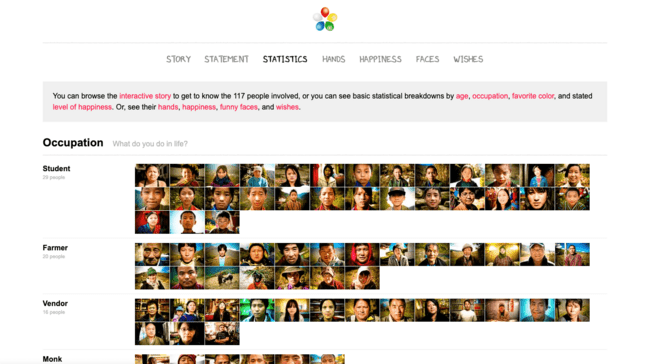 STORY STATEMENT STATISTICS HANDS HAPPINESS FACES WISHES
You can browse the interactive story to get to know the 117 people involved, or you can see basic statistical breakdowns by age, occupation, favorite color, and stated
level of happiness. Or, see their hands, happiness, funny faces, and wishes.
Occupation What do you do in life?
Student
Farmer
20 people
Vendor
16 people
Monk